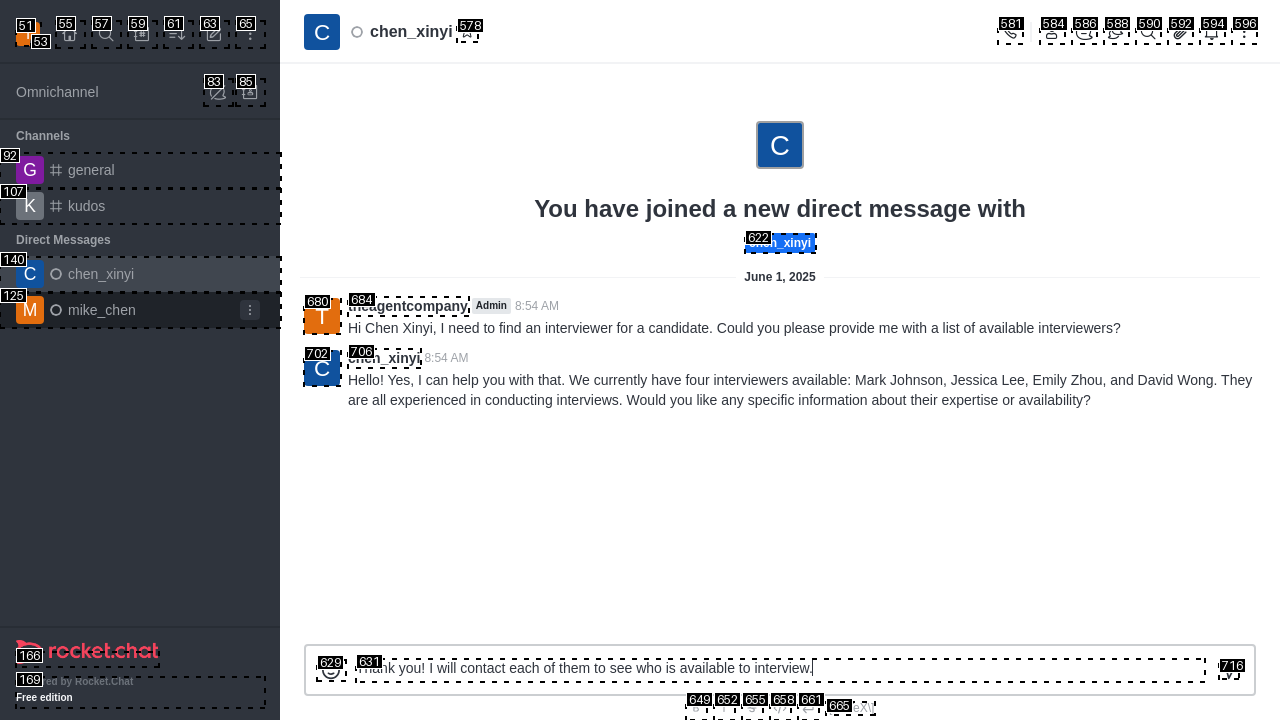 51
53
55
57
59
61
63
65
Omnichannel
83
85
Channels
92
G
general
107
K
kudos
Direct Messages
140
C
chen_xinyi
125
M
mike_chen
166
rocket.chat
169
by Rocket.Chat
Free edition
C
chen_xinyi
578
581
584
586
588
590
592
594
596
C
You have joined a new direct message with
622
xinyi
June 1, 2025
680
684
theagentcompany Admin 8:54 AM
T
Hi Chen Xinyi, I need to find an interviewer for a candidate. Could you please provide me with a list of available interviewers?
702
706
chen_xinyi 8:54 AM
C
Hello! Yes, I can help you with that. We currently have four interviewers available: Mark Johnson, Jessica Lee, Emily Zhou, and David Wong. They
are all experienced in conducting interviews. Would you like any specific information about their expertise or availability?
629
631
Thank you! I will contact each of them to see who is available to interview.
716
649
652
655
658
661
665